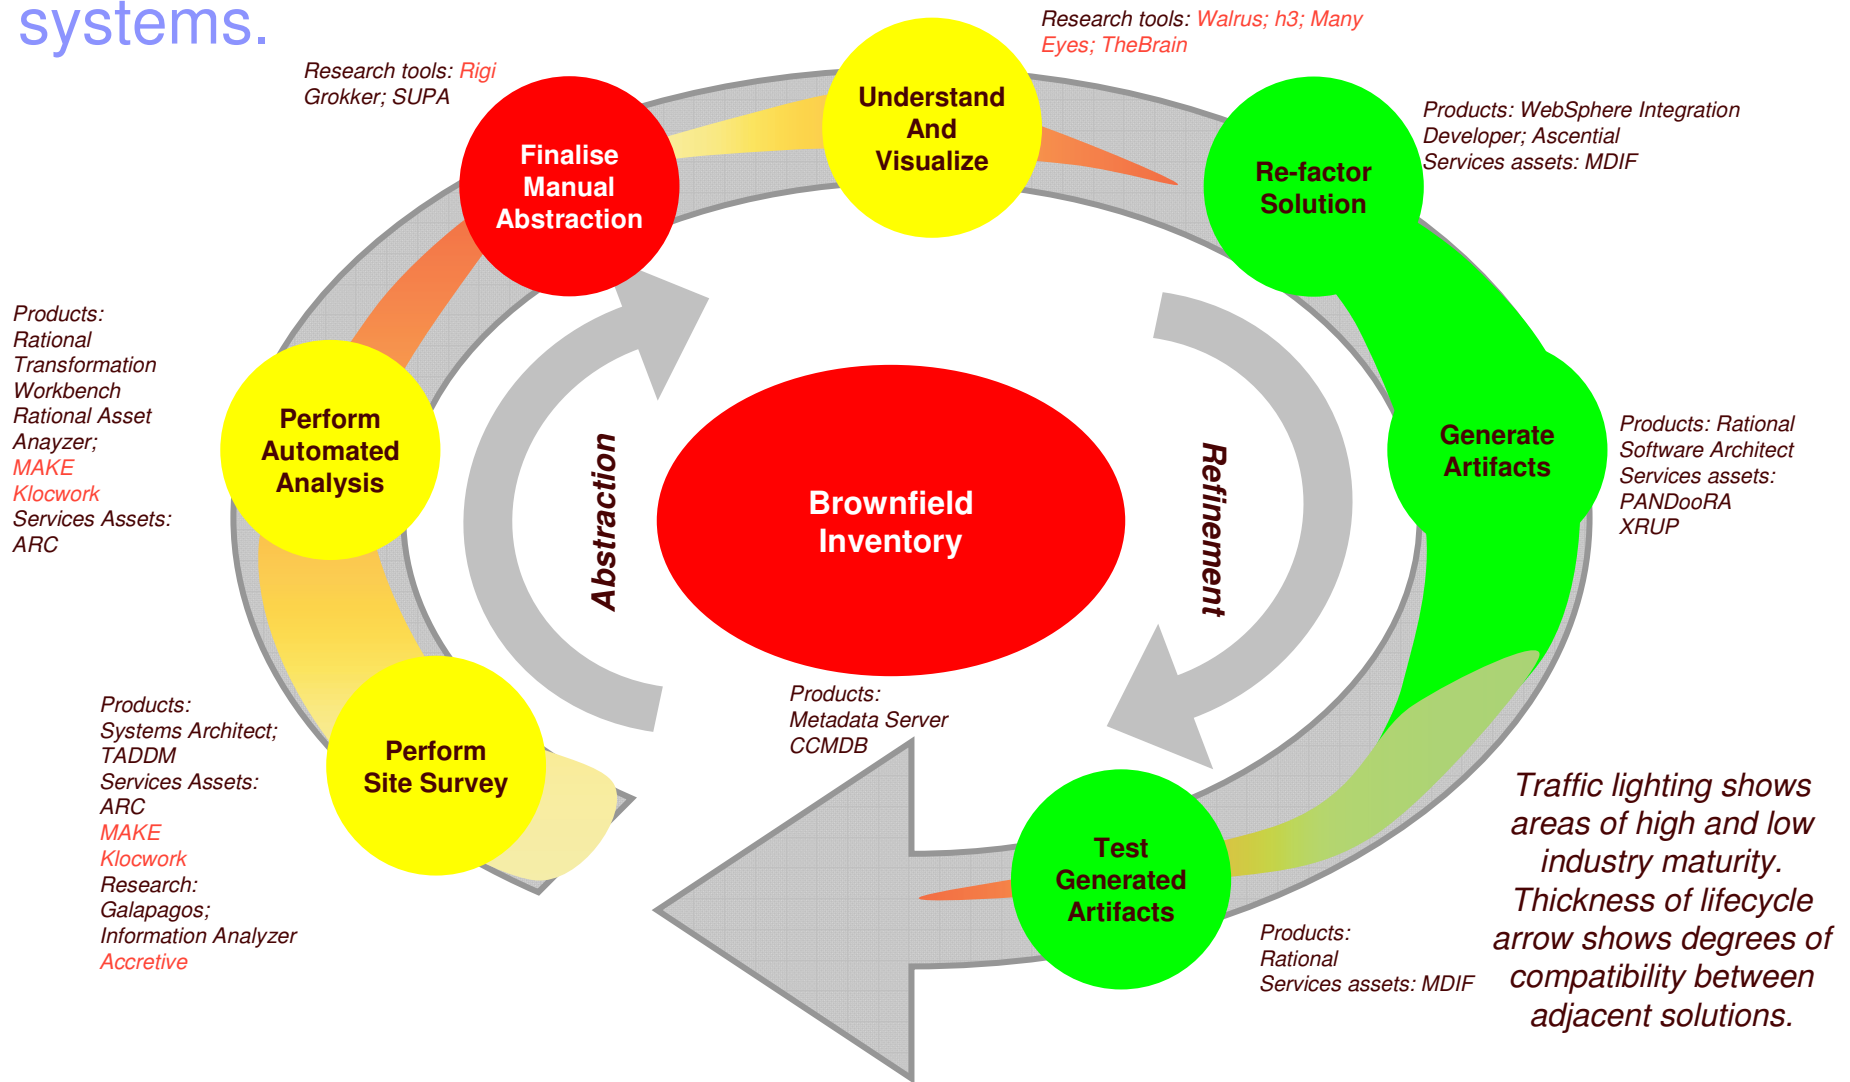 systems.
Research tools: Walrus; h3; Many
Eyes; TheBrain
Research tools: Rigi
Grokker; SUPA
Understand
And
Visualize
Products: WebSphere Integration
Developer; Ascential
Services assets: MDIF
Finalise
Manual
Abstraction
Re-factor
Solution
Products:
Rational
Transformation
Workbench
Rational Asset
Anayzer;
MAKE
Klocwork
Services Assets:
ARC
Perform
Automated
Analysis
Abstraction
Brownfield
Inventory
Refinement
Generate
Artifacts
Products: Rational
Software Architect
Services assets:
PANDooRA
XRUP
Products:
Systems Architect;
TADDM
Services Assets:
ARC
MAKE
Klocwork
Research:
Galapagos;
Information Analyzer
Accretive
Perform
Site Survey
Products:
Metadata Server
CCMDB
Test
Generated
Artifacts
Products:
Rational
Services assets: MDIF
Traffic lighting shows
areas of high and low
industry maturity.
Thickness of lifecycle
arrow shows degrees of
compatibility between
adjacent solutions.